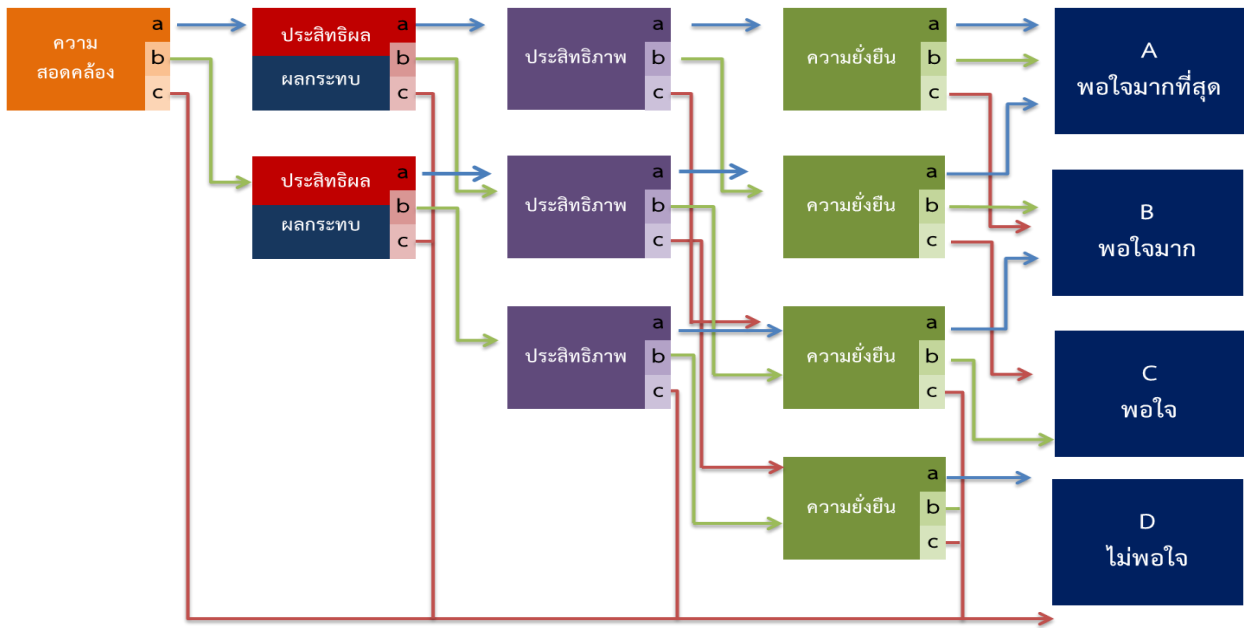 ความ
สอดคล้อง
a
b
c
ประสิทธิผล
ผลกระทบ
a
b
c
ประสิทธิผล
ผลกระทบ
a
b
c
ประสิทธิภาพ
a
b
c
ประสิทธิภาพ
a
b
c
ประสิทธิภาพ
a
b
c
ความยั่งยืน
a
b
c
ความยั่งยืน
a
b
c
ความยั่งยืน
a
b
c
ความยั่งยืน
a
b
c
A
พอใจมากที่สุด
B
พอใจมาก
C
พอใจ
D
ไม่พอใจ